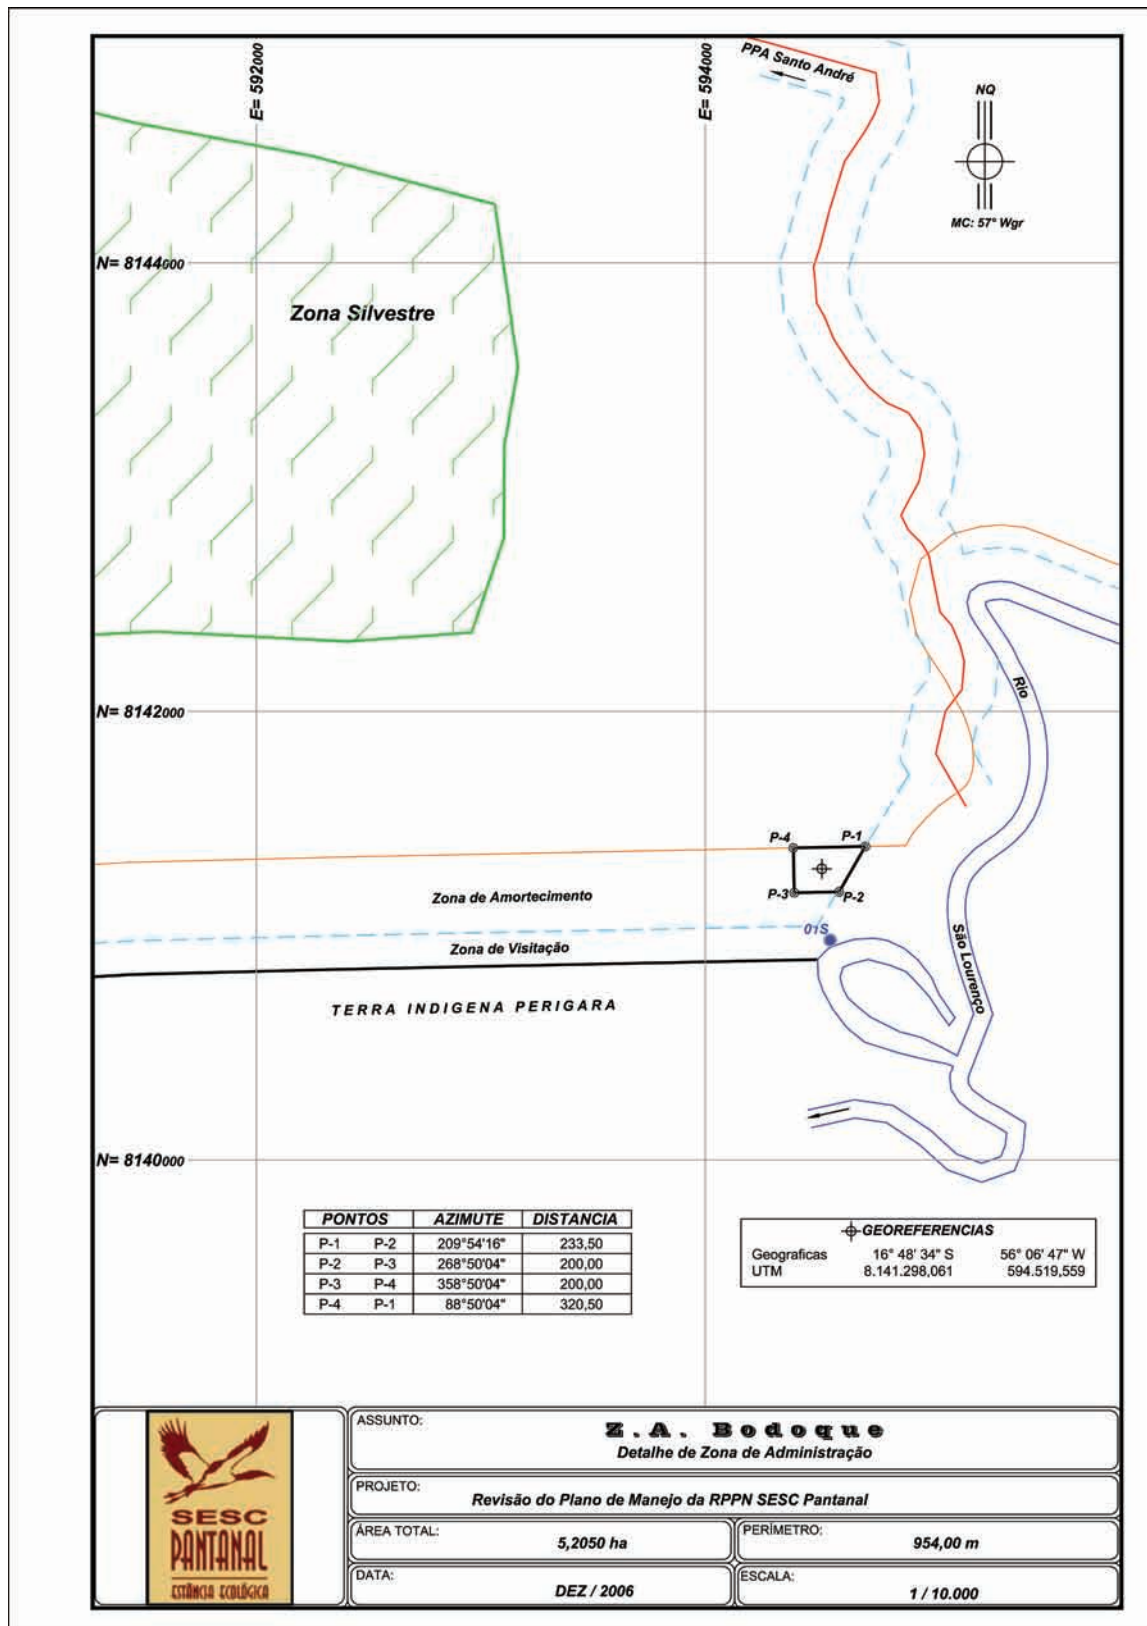 E= 592000
E= 594000
PPA Santo André
NQ
MC: 57° Wgr
N= 8144000
Zona Silvestre
N= 8142000
Rio
São Lourenço
P-4
P-1
P-3
P-2
Zona de Amortecimento
01S
Zona de Visitação
TERRA INDIGENA PERIGARA
N= 8140000
PONTOS AZIMUTE DISTANCIA
P-1 P-2 209°54'16" 233,50
P-2 P-3 268°50'04" 200,00
P-3 P-4 358°50'04" 200,00
P-4 P-1 88°50'04" 320,50
GEOREFERENCIAS
Geograficas 16° 48' 34" S 56° 06' 47" W
UTM 8.141.298,061 594.519,559
SESC
PANTANAL
ESTÂNCIA ECOLÓGICA
ASSUNTO:
Z.A. Bodoque
Detalhe de Zona de Administração
PROJETO:
Revisão do Plano de Manejo da RPPN SESC Pantanal
ÁREA TOTAL:
5,2050 ha
PERÍMETRO:
954,00 m
DATA:
DEZ / 2006
ESCALA:
1 / 10.000